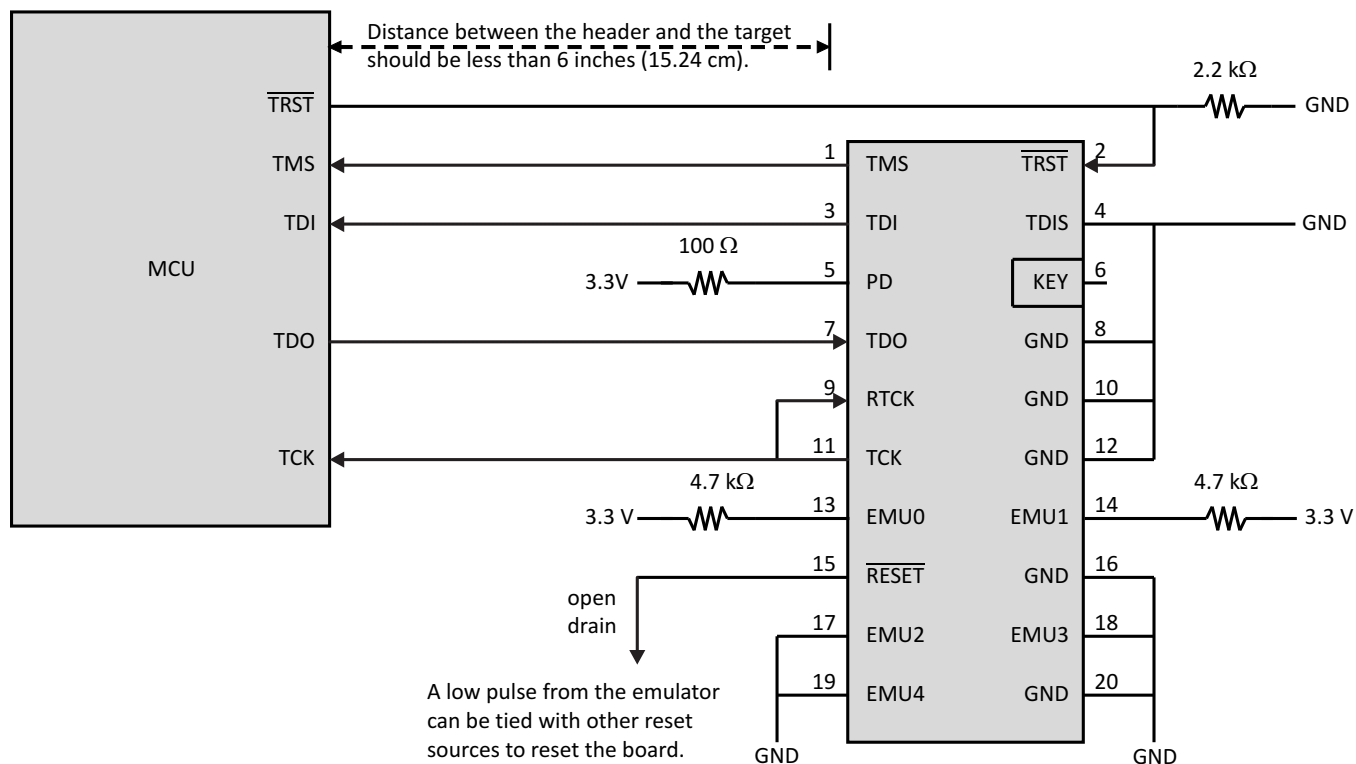 Distance between the header and the target
should be less than 6 inches (15.24 cm).
2.2 kΩ
TRST
GND
1
2
TMS
TMS
TRST
3
4
TDI
TDI
TDIS
GND
100 Ω
MCU
3.3V
5
PD
KEY
6
TDO
7
TDO
GND
8
9
RTCK
GND
10
TCK
11
TCK
GND
12
4.7 kΩ
4.7 kΩ
3.3 V
13
EMU0
EMU1
14
3.3 V
15
RESET
GND
16
open
drain
17
EMU2
EMU3
18
19
EMU4
GND
20
A low pulse from the emulator
can be tied with other reset
sources to reset the board.
GND
GND